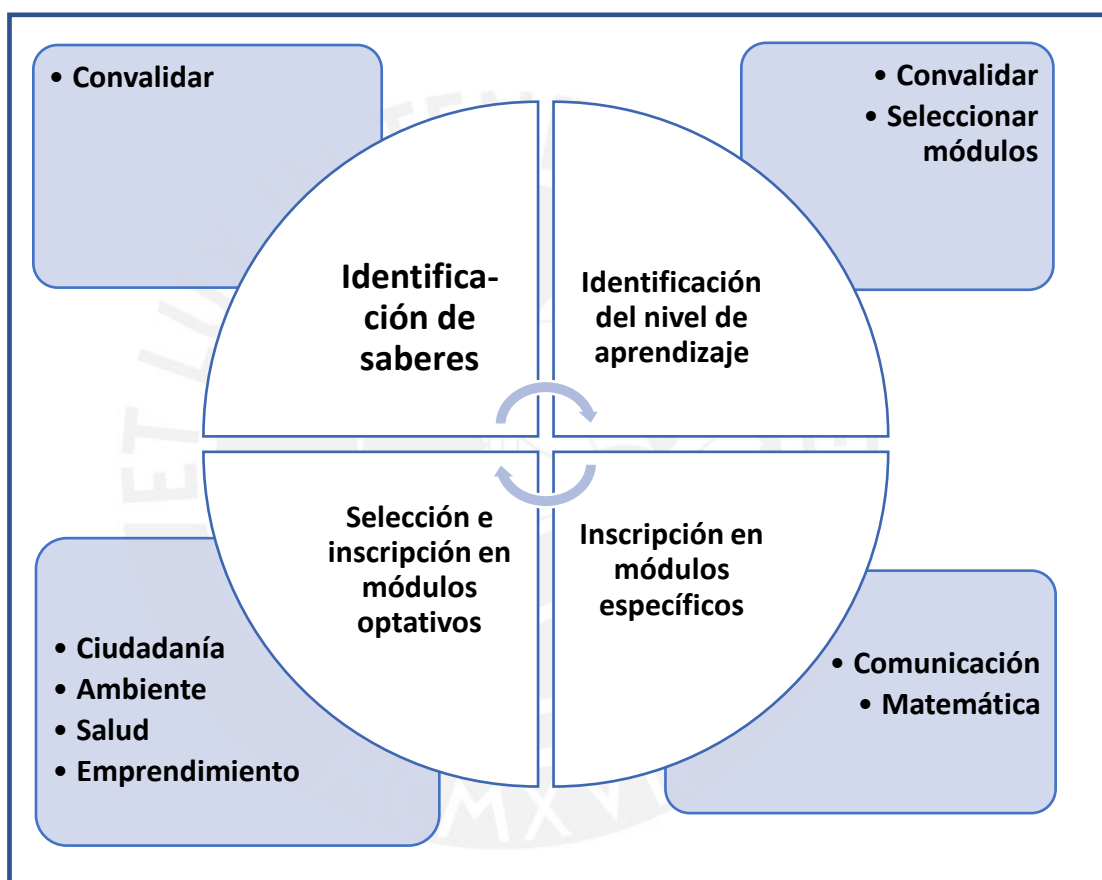 • Convalidar
• Convalidar
• Seleccionar
módulos
Identifica-
ción de
saberes
Identificación
del nivel de
aprendizaje
Selección e
inscripción en
módulos
optativos
Inscripción en
módulos
específicos
• Ciudadanía
• Ambiente
• Salud
• Emprendimiento
• Comunicación
• Matemática